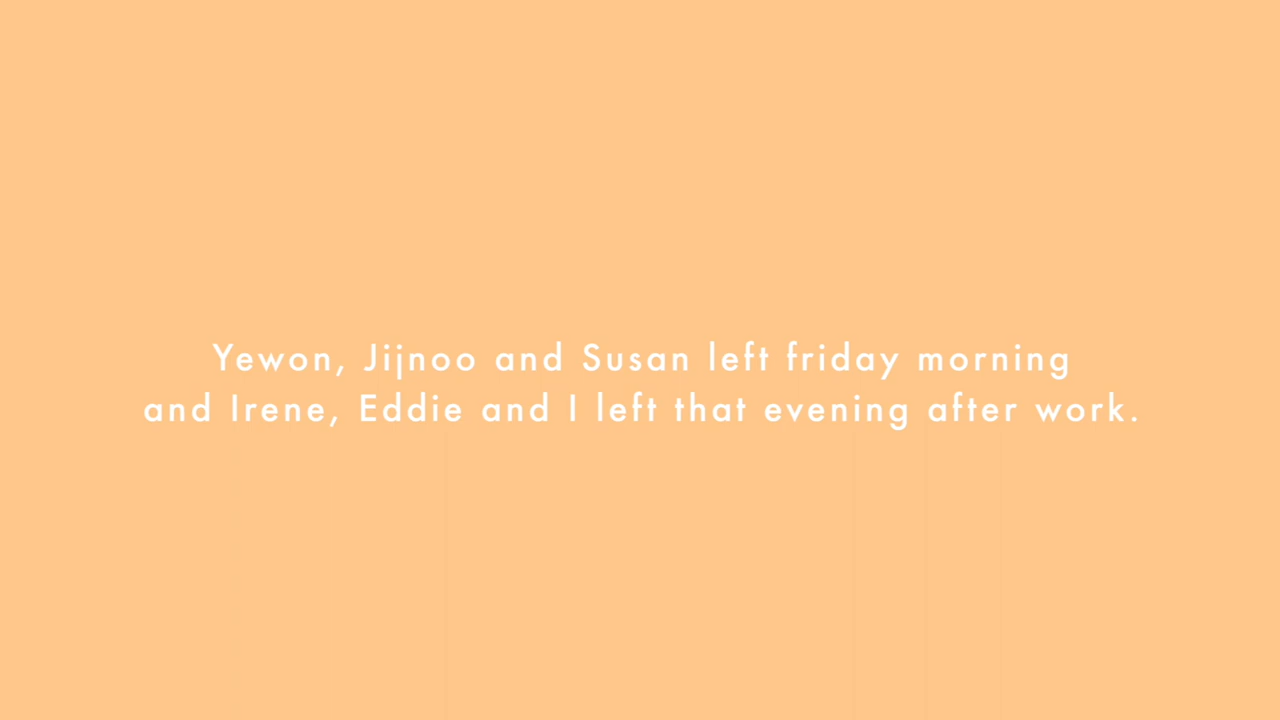 Yewon, Jijnoo and Susan left friday morning
and Irene, Eddie and I left that evening after work.